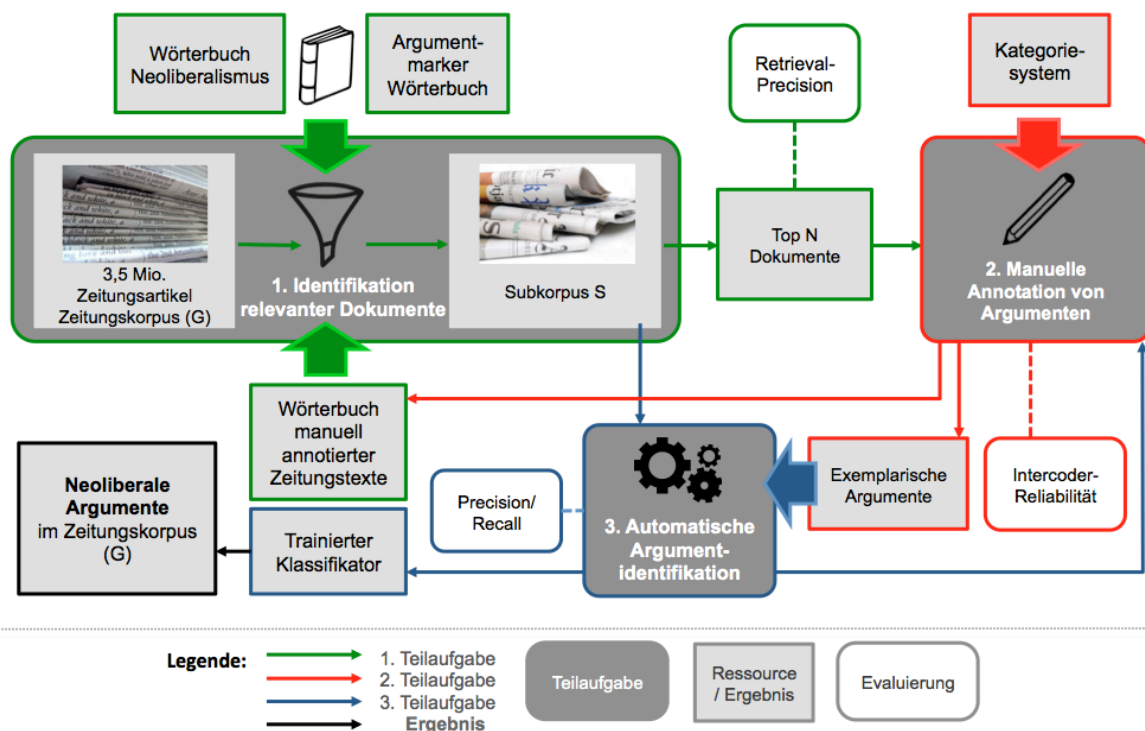 Wörterbuch
Neoliberalismus
Argument-
marker
Wörterbuch
Retrieval-
Precision
Kategorie-
system
3,5 Mio.
Zeitungsartikel
Zeitungskorpus (G)
1. Identifikation
relevanter Dokumente
Subkorpus S
Top N
Dokumente
2. Manuelle
Annotation von
Argumenten
Wörterbuch
manuell
annotierter
Zeitungstexte
Neoliberale
Argumente
im Zeitungskorpus
(G)
Trainierter
Klassifikator
Precision/
Recall
3. Automatische
Argument-
identifikation
Exemplarische
Argumente
Intercoder-
Reliabilität
Legende:
1. Teilaufgabe
2. Teilaufgabe
3. Teilaufgabe
Ergebnis
Teilaufgabe
Ressource
/ Ergebnis
Evaluierung